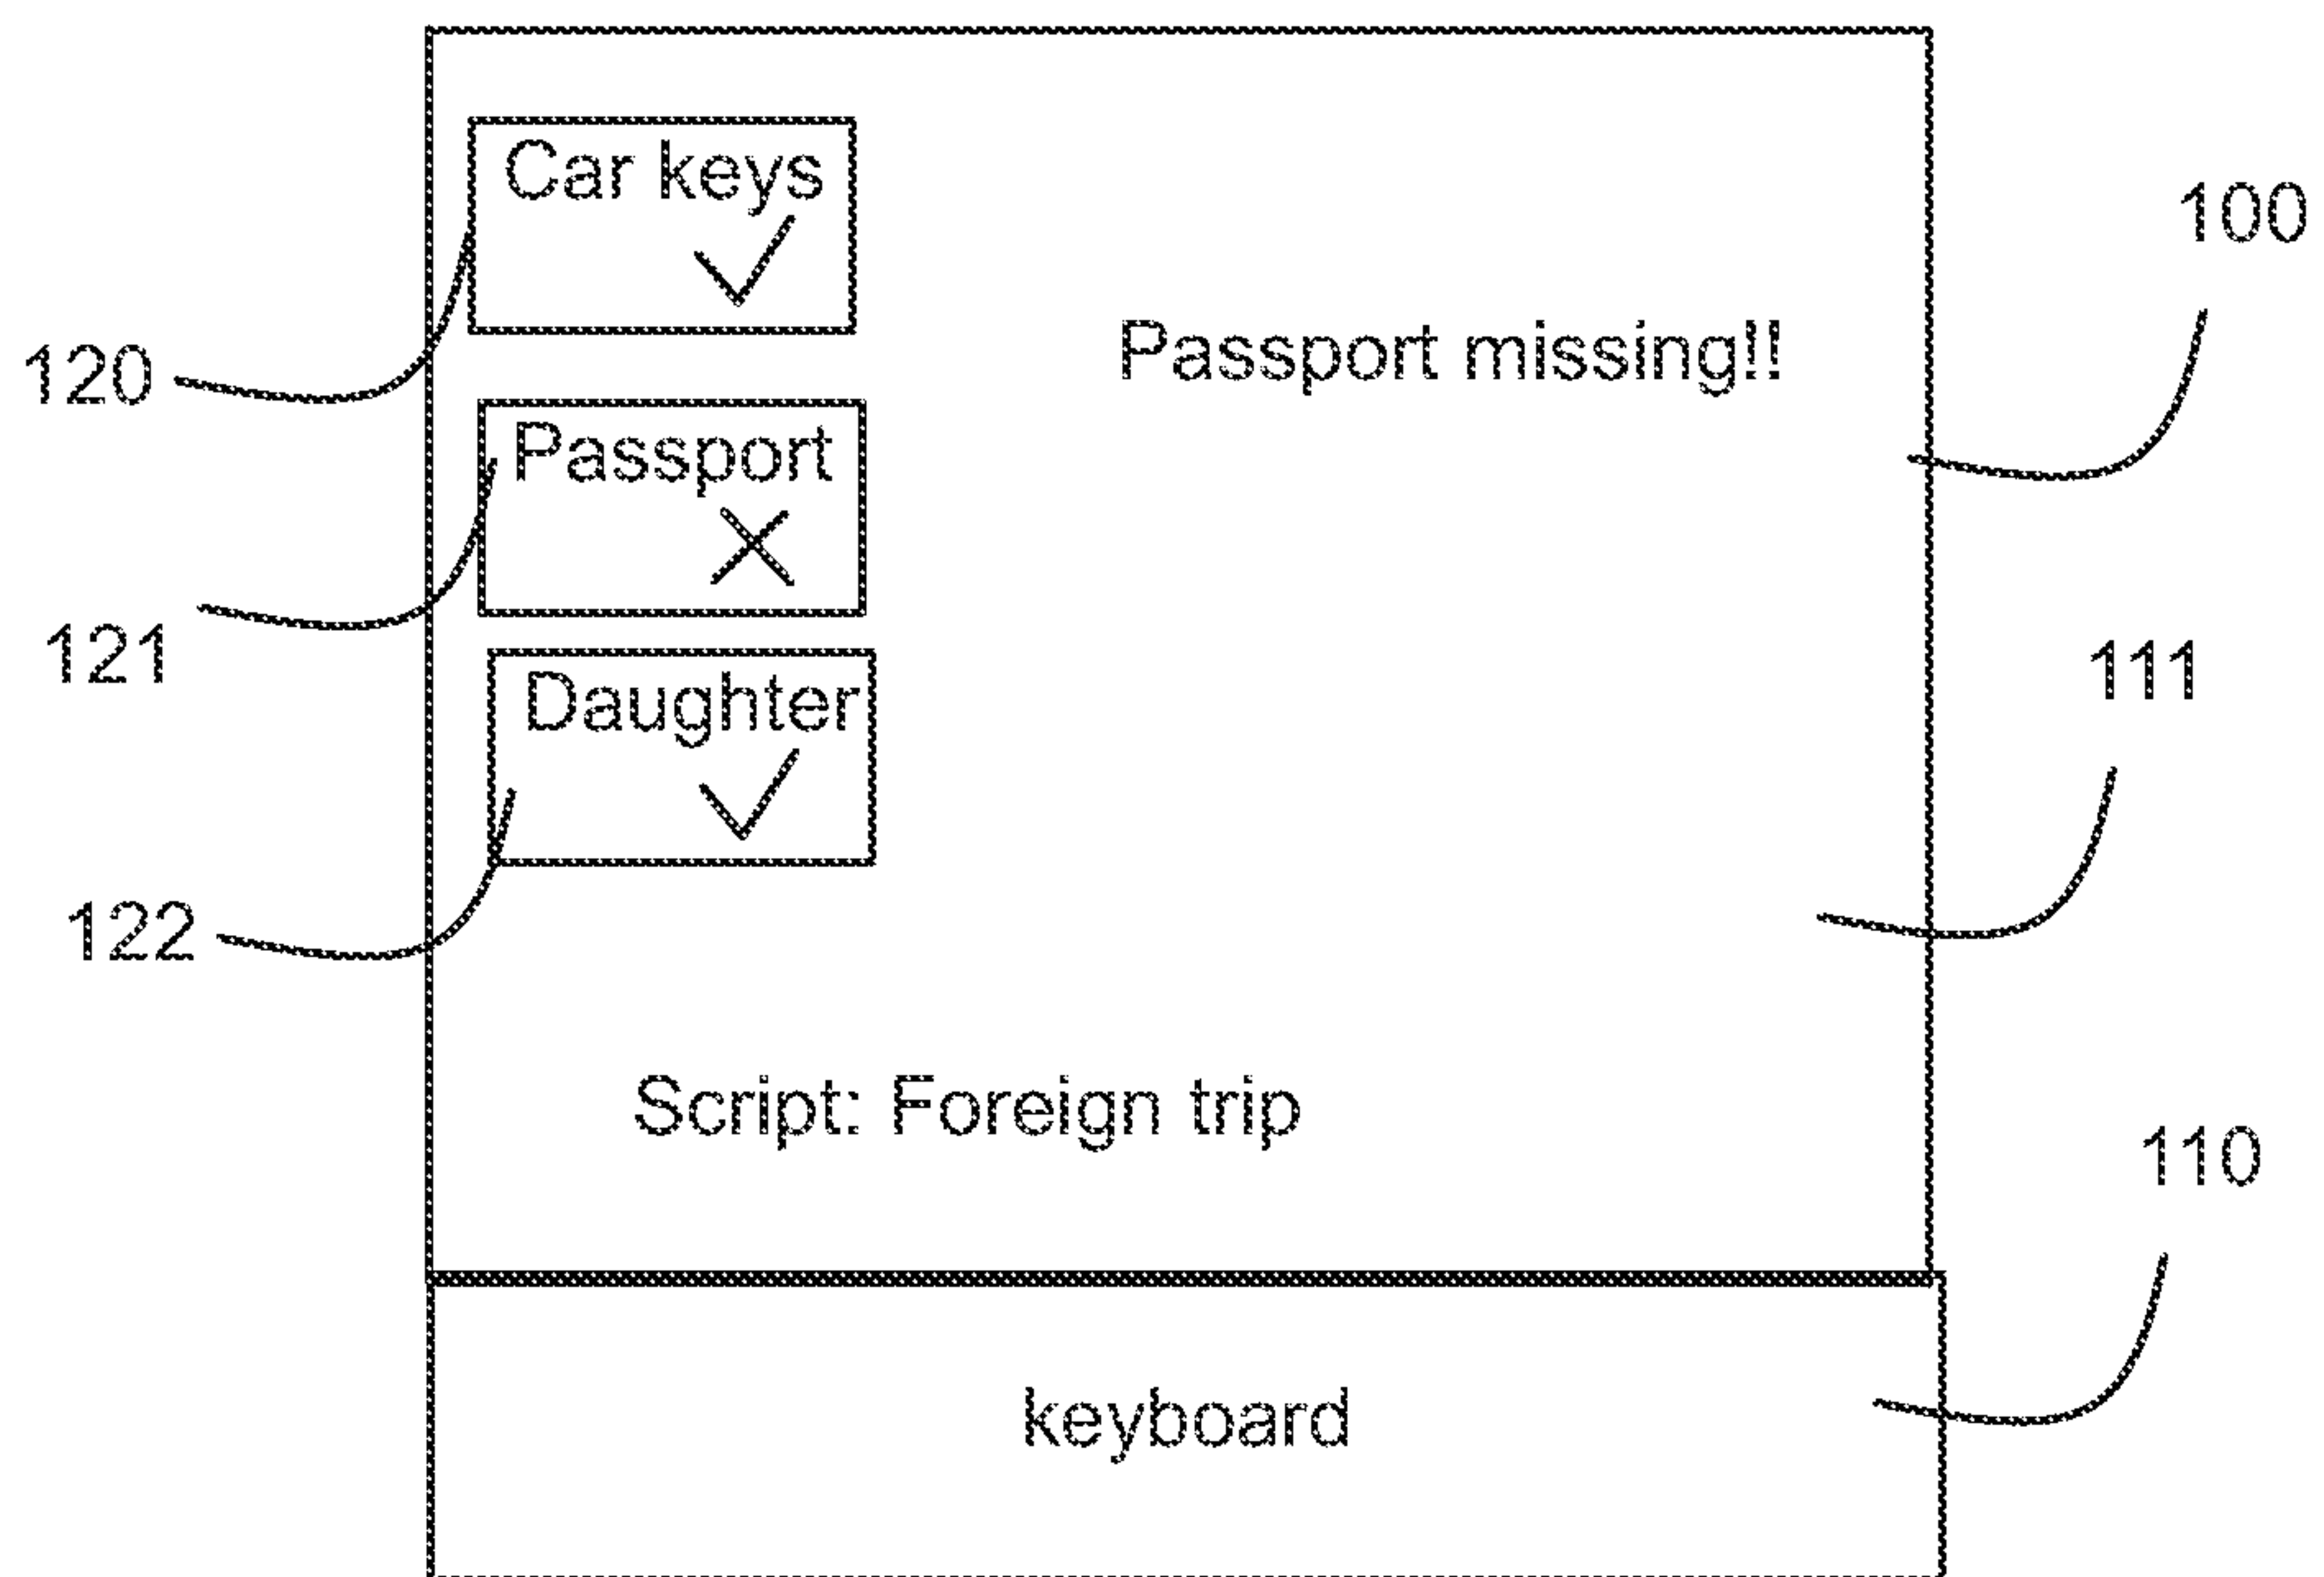 Car keys
100
Passport missing!!
120
Passport
121
111
Daughter
122
Script: Foreign trip
110
keyboard